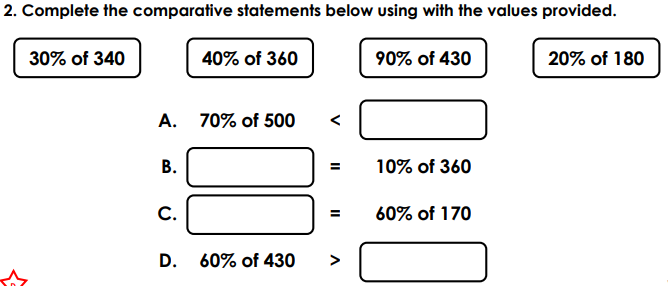 2. Complete the comparative statements below using with the values provided.
30% of 340 40% of 360 90% of 430 20% of 180
A. 70% of 500 <
B. = 10% of 360
C. = 60% of 170
D. 60% of 430 >